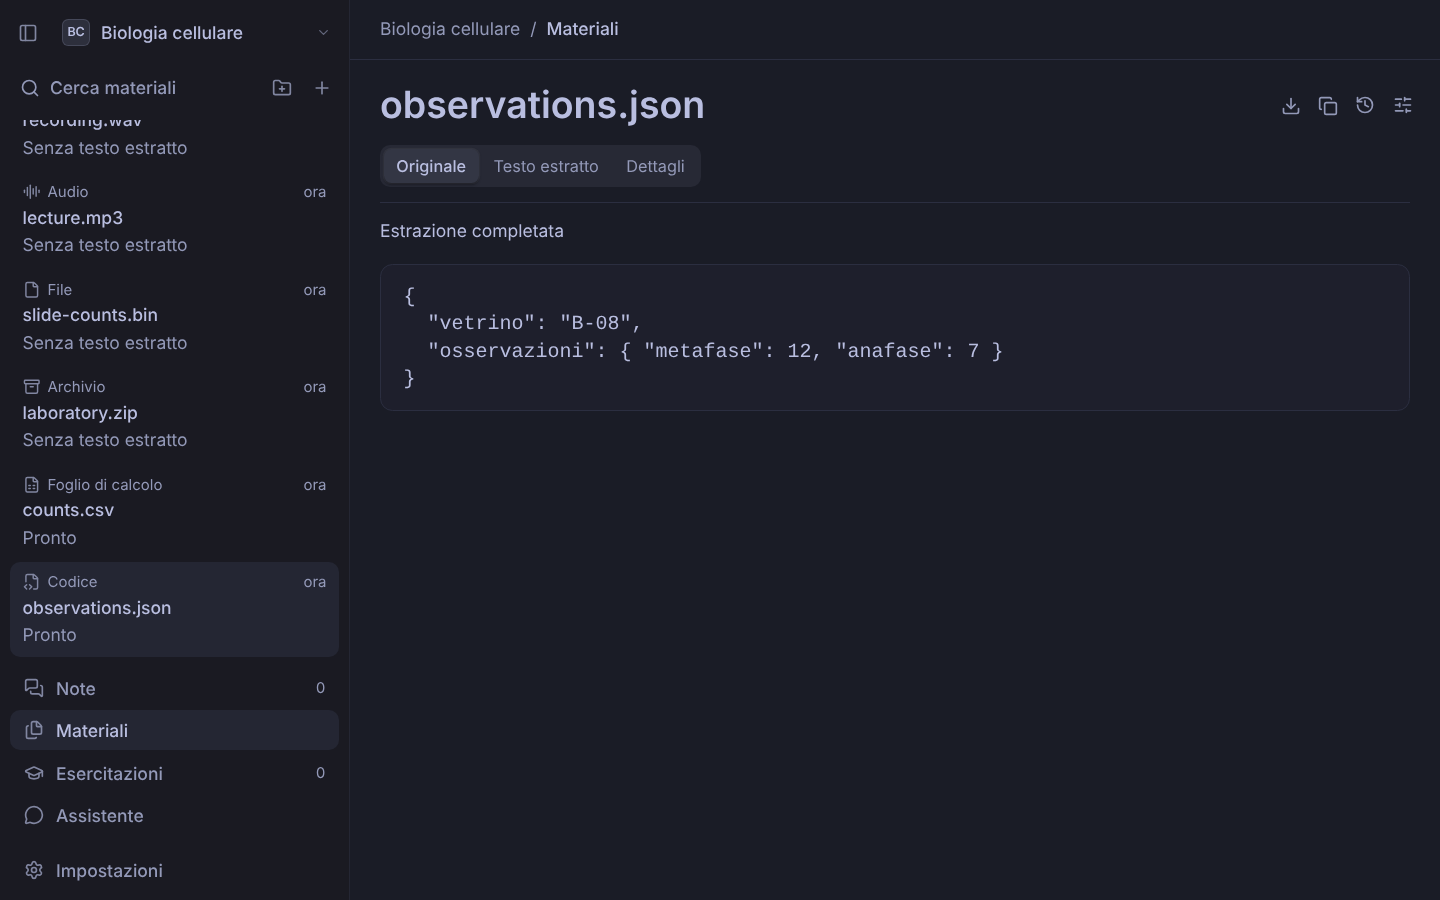 BC Biologia cellulare
Cerca materiali
recording.wav
Senza testo estratto
Audio ora
lecture.mp3
Senza testo estratto
File ora
slide-counts.bin
Senza testo estratto
Archivio ora
laboratory.zip
Senza testo estratto
Foglio di calcolo ora
counts.csv
Pronto
Codice ora
observations.json
Pronto
Note 0
Materiali
Esercitazioni 0
Assistente
Impostazioni
Biologia cellulare / Materiali
observations.json
Originale Testo estratto Dettagli
Estrazione completata
{
  "vetrino": "B-08",
  "osservazioni": { "metafase": 12, "anafase": 7 }
}